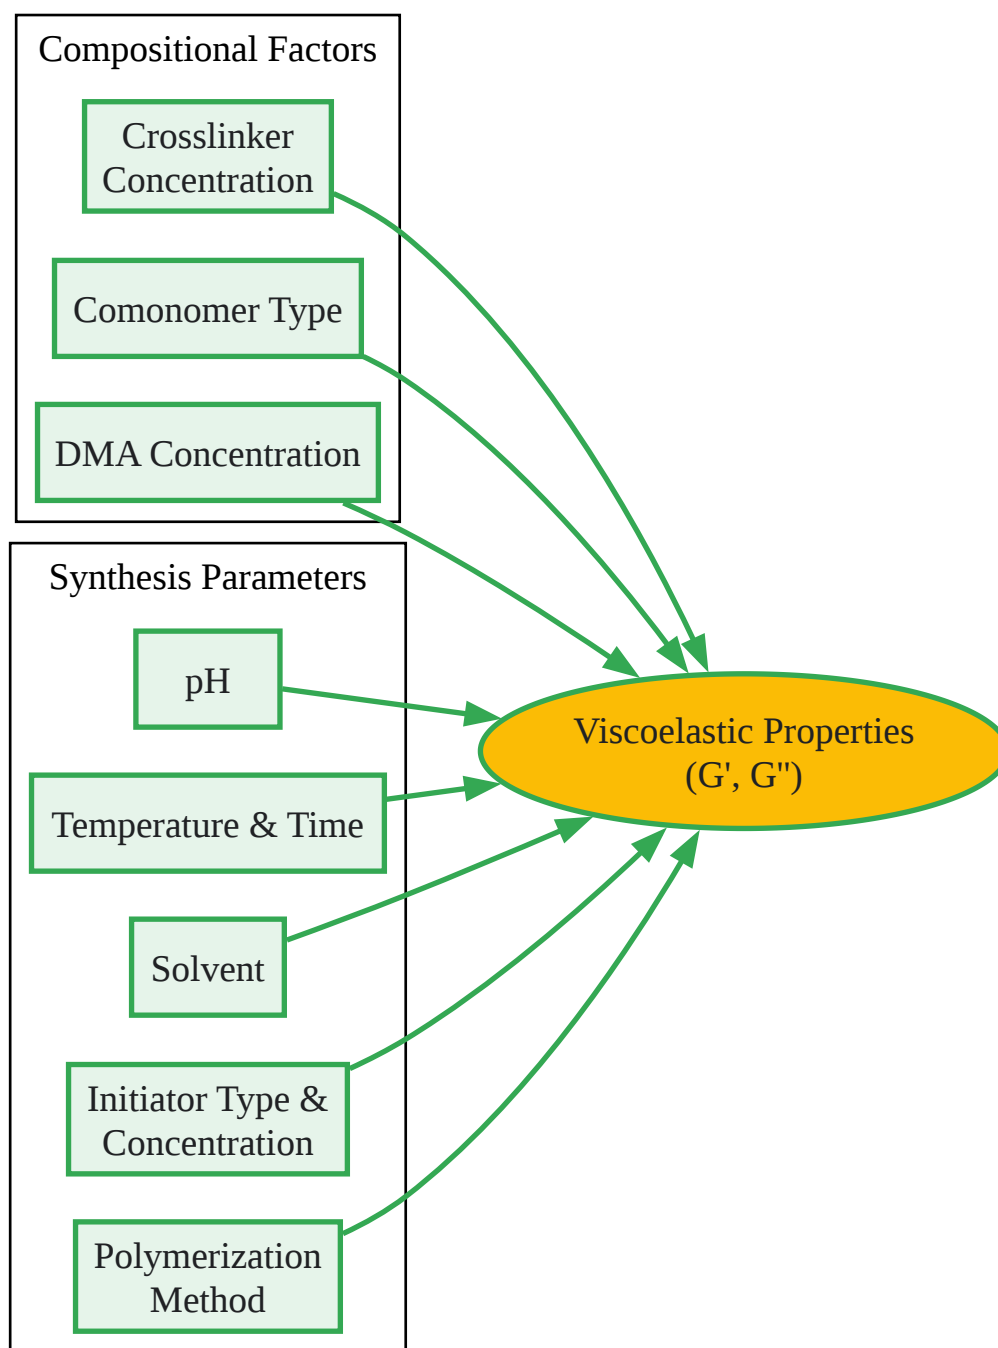 Compositional Factors
Crosslinker
Concentration
Comonomer Type
DMA Concentration
Synthesis Parameters
pH
Temperature & Time
Solvent
Initiator Type &
Concentration
Polymerization
Method
Viscoelastic Properties
(G', G'')